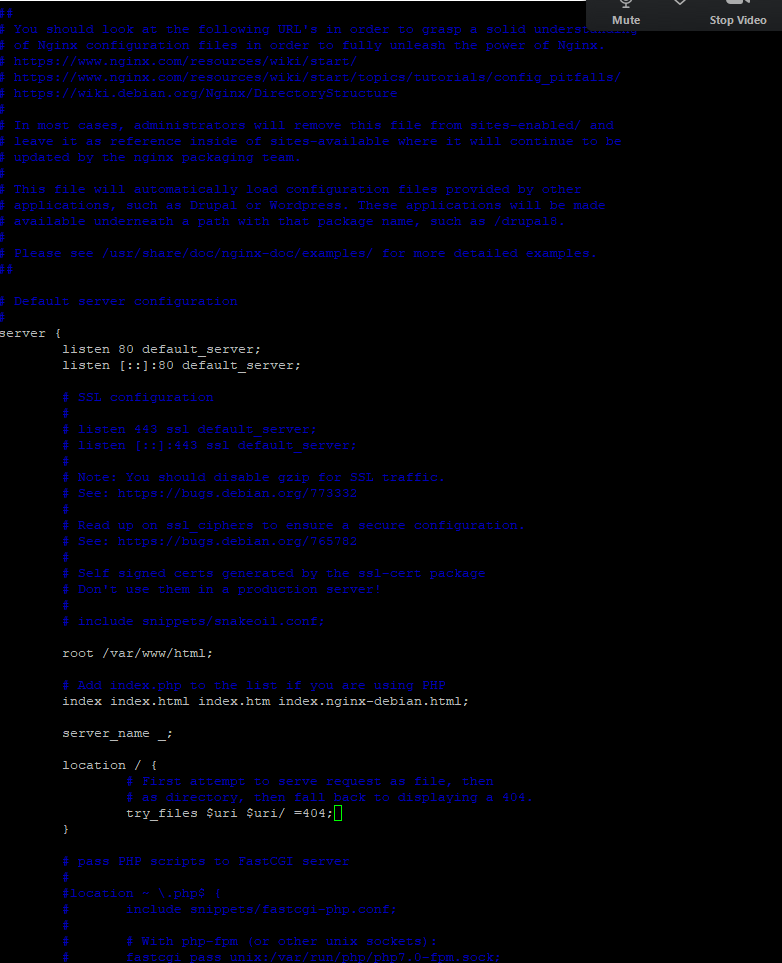 Mute
Stop Video
##
# You should look at the following URL's in order to grasp a solid understanding
# of Nginx configuration files in order to fully unleash the power of Nginx.
# https://www.nginx.com/resources/wiki/start/
# https://www.nginx.com/resources/wiki/start/topics/tutorials/config_pitfalls/
# https://wiki.debian.org/Nginx/DirectoryStructure
#
# In most cases, administrators will remove this file from sites-enabled/ and
# leave it as reference inside of sites-available where it will continue to be
# updated by the nginx packaging team.
#
# This file will automatically load configuration files provided by other
# applications, such as Drupal or Wordpress. These applications will be made
# available underneath a path with that package name, such as /drupal8.
#
# Please see /usr/share/doc/nginx-doc/examples/ for more detailed examples.
##
# Default server configuration
#
server {
listen 80 default_server;
listen [::]:80 default_server;
# SSL configuration
#
# listen 443 ssl default_server;
# listen [::]:443 ssl default_server;
#
# Note: You should disable gzip for SSL traffic.
# See: https://bugs.debian.org/773332
#
# Read up on ssl_ciphers to ensure a secure configuration.
# See: https://bugs.debian.org/765782
#
# Self signed certs generated by the ssl-cert package
# Don't use them in a production server!
#
# include snippets/snakeoil.conf;
root /var/www/html;
# Add index.php to the list if you are using PHP
index index.html index.htm index.nginx-debian.html;
server_name _;
location / {
# First attempt to serve request as file, then
# as directory, then fall back to displaying a 404.
try_files $uri $uri/ =404;
}
# pass PHP scripts to FastCGI server
#
#location ~ \.php$ {
# include snippets/fastcgi-php.conf;
#
# # With php-fpm (or other unix sockets):
# fastcgi_pass unix:/var/run/php/php7.0-fpm.sock;